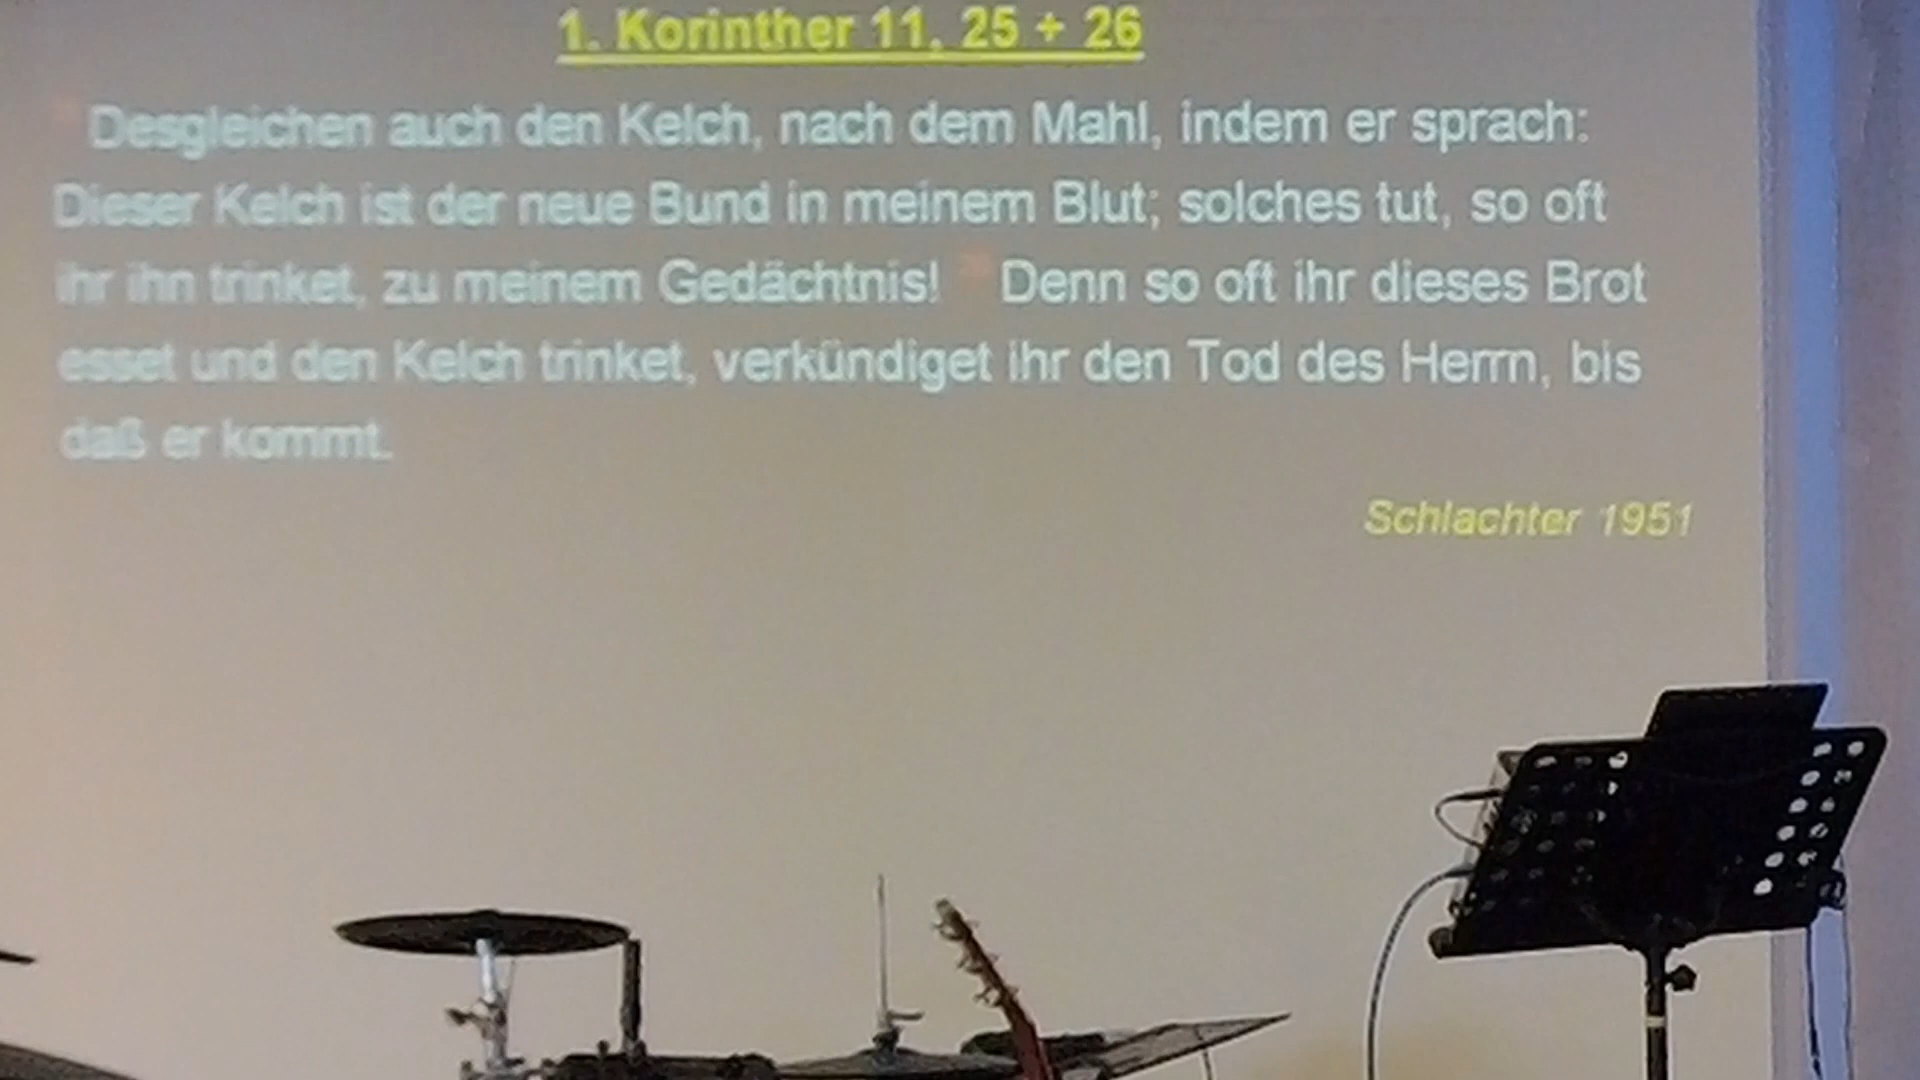 1. Korinther 11, 25 + 26
Desgleichen auch den Kelch, nach dem Mahl, indem er sprach:
Dieser Kelch ist der neue Bund in meinem Blut; solches tut, so oft
ihr ihn trinket, zu meinem Gedächtnis! Denn so oft ihr dieses Brot
esset und den Kelch trinket, verkündiget ihr den Tod des Herrn, bis
daß er kommt.
Schlachter 1951